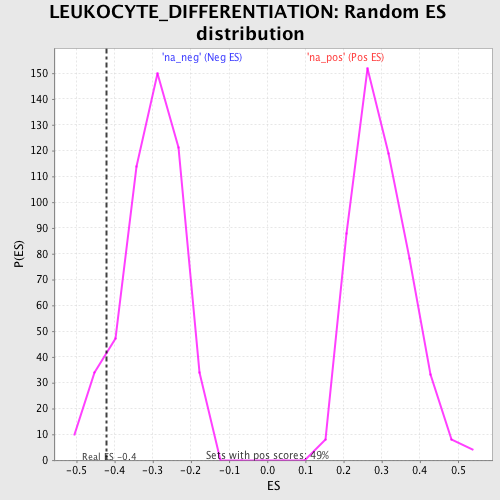 LEUKOCYTE_DIFFERENTIATION: Random ES
distribution
'na_neg' (Neg ES)
'na_pos' (Pos ES)
P(ES)
150
140
130
120
110
100
90
80
70
60
50
40
30
20
10
0
Real ES -0.4
Sets with pos scores: 49%
-0.5 -0.4 -0.3 -0.2 -0.1 0.0 0.1 0.2 0.3 0.4 0.5
ES